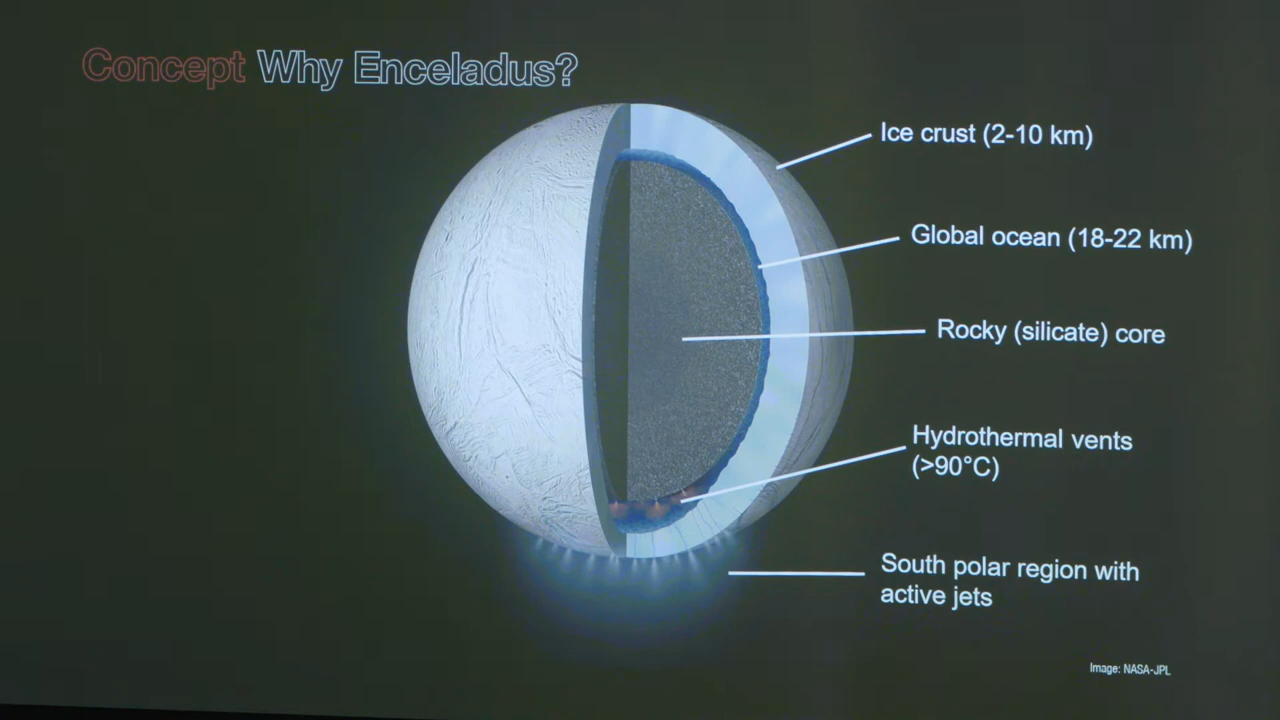 Concept Why Enceladus?
Ice crust (2-10 km)
Global ocean (18-22 km)
Rocky (silicate) core
Hydrothermal vents
(>90°C)
South polar region with
active jets
Image: NASA-JPL